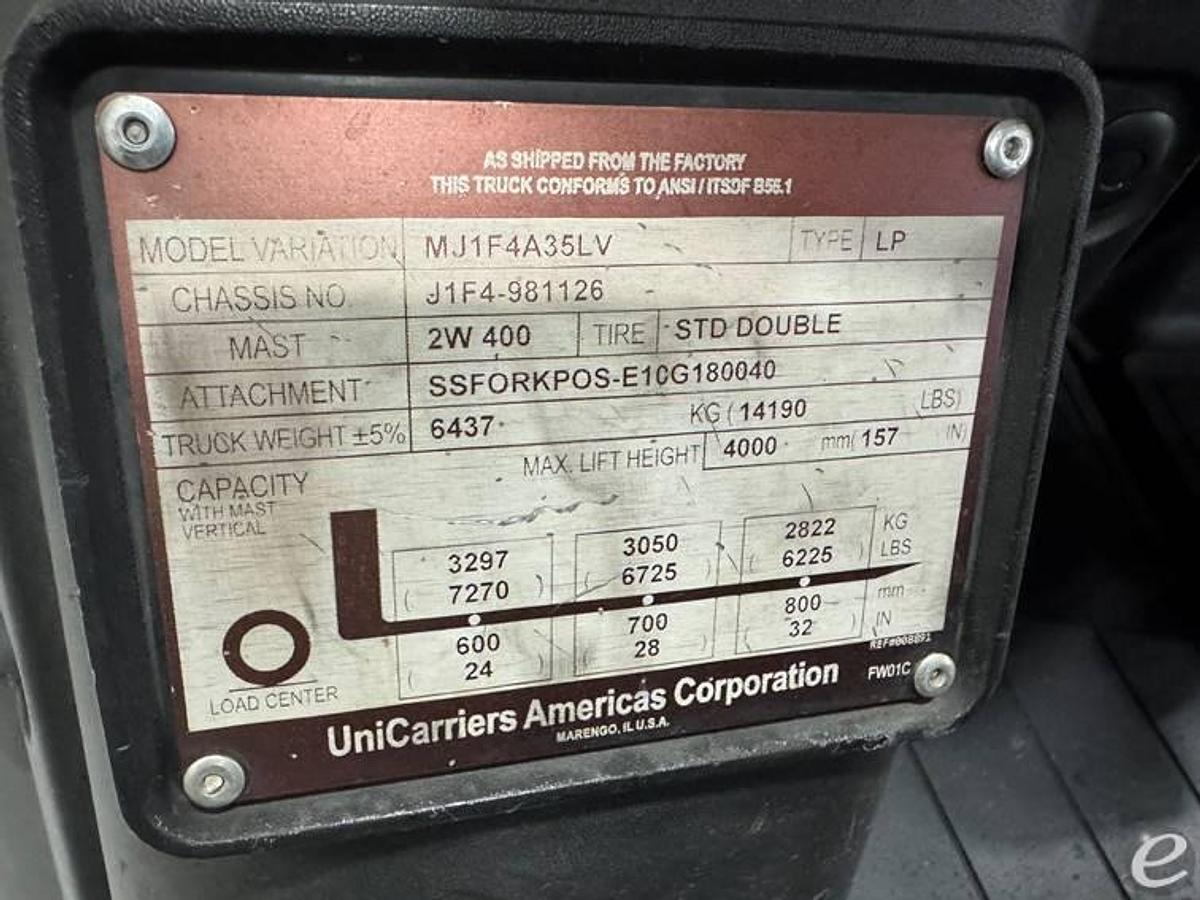 AS SHIPPED FROM THE FACTORY
THIS TRUCK CONFORMS TO ANSI / ITSDF B56.1
MODEL VARIATION MJ1F4A35LV TYPE LP
CHASSIS NO. J1F4-981126
MAST 2W 400 TIRE STD DOUBLE
ATTACHMENT SSFORKPOS-E10G180040
TRUCK WEIGHT ±5% 6437 KG ( 14190 LBS)
MAX. LIFT HEIGHT 4000 mm( 157 IN)
CAPACITY
WITH MAST
VERTICAL
3297 3050 2822 KG
( 7270 ) ( 6725 ) ( 6225 ) LBS
600 700 800 mm
( 24 ) ( 28 ) ( 32 ) IN
LOAD CENTER
REF#008891
UniCarriers Americas Corporation FW01C
MARENGO, IL U.S.A.
e